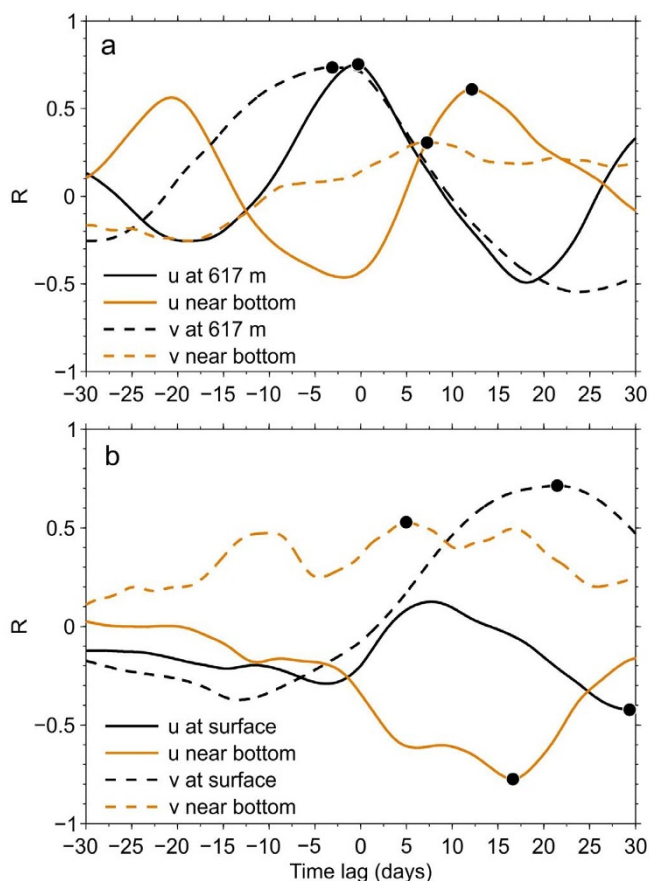 a
1
0.5
0
−0.5
−1
R
u at 617 m
u near bottom
v at 617 m
v near bottom
−30 −25 −20 −15 −10 −5 0 5 10 15 20 25 30
b
1
0.5
0
−0.5
−1
R
u at surface
u near bottom
v at surface
v near bottom
−30 −25 −20 −15 −10 −5 0 5 10 15 20 25 30
Time lag (days)